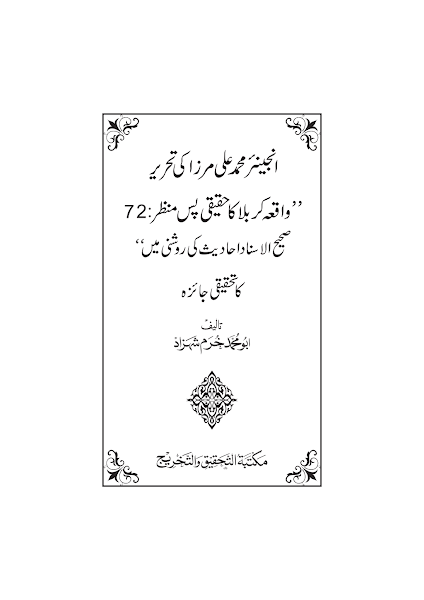 انجینئر محمد علی مرزا کی تحریر
’’واقعہ کربلا کا حقیقی پس منظر: 72
صحیح الاسناد احادیث کی روشنی میں‘‘
کا تحقیقی جائزہ
تالیف
ابو محمد خرم شہزاد
مکتبة التحقیق والتخریج